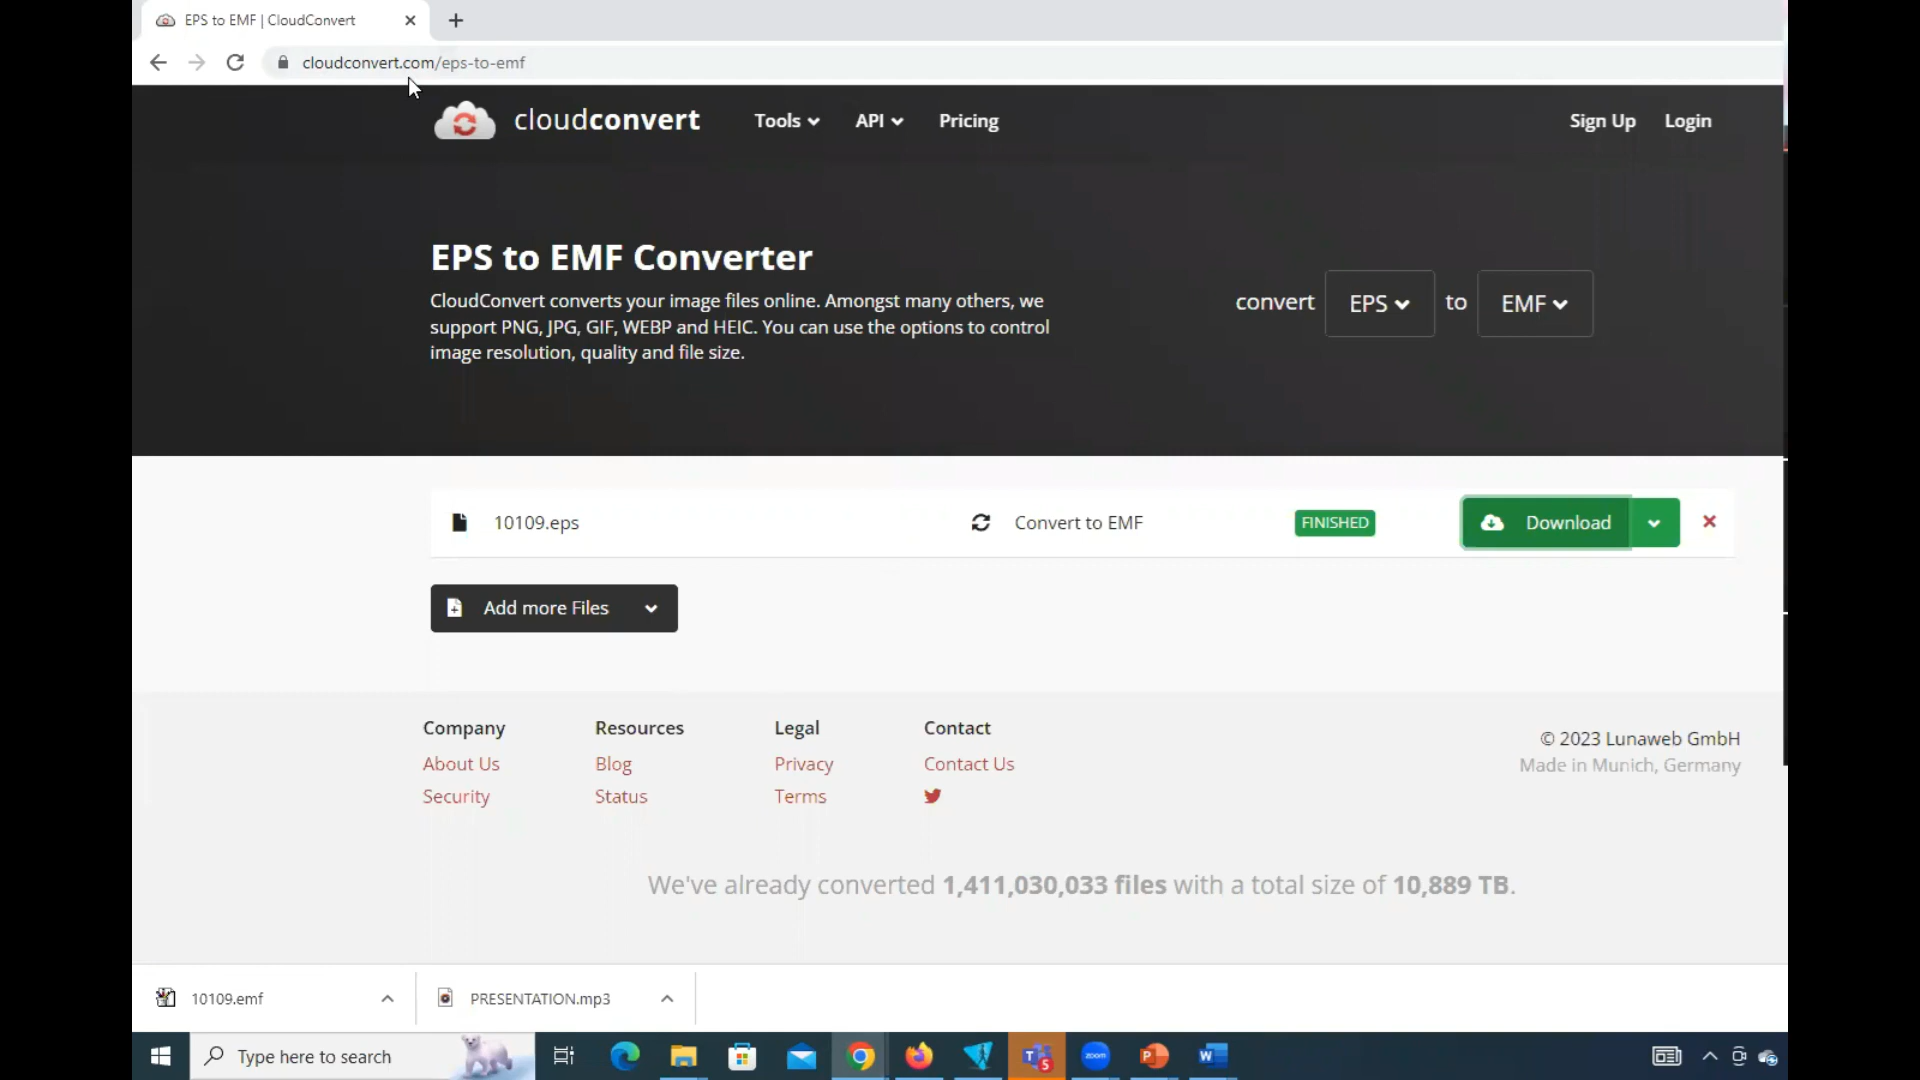 EPS to EMF | CloudConvert
cloudconvert.com/eps-to-emf
cloudconvert
Tools
API
Pricing
Sign Up
Login
EPS to EMF Converter
CloudConvert converts your image files online. Amongst many others, we
support PNG, JPG, GIF, WEBP and HEIC. You can use the options to control
image resolution, quality and file size.
convert
EPS
to
EMF
10109.eps
Convert to EMF
FINISHED
Download
Add more Files
Company
About Us
Security
Resources
Blog
Status
Legal
Privacy
Terms
Contact
Contact Us
© 2023 Lunaweb GmbH
Made in Munich, Germany
We've already converted 1,411,030,033 files with a total size of 10,889 TB.
10109.emf
PRESENTATION.mp3
Type here to search
zoom